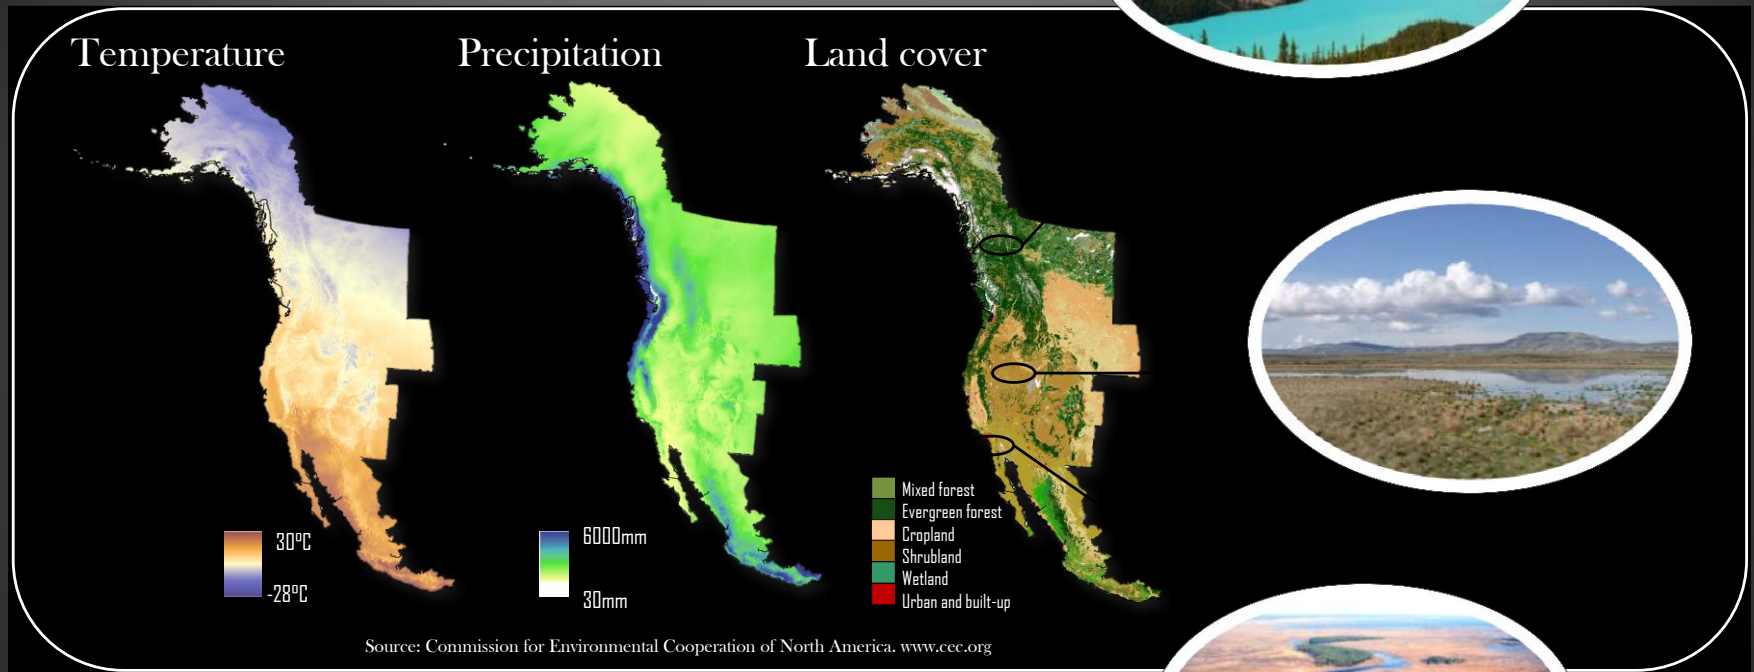 Temperature
Precipitation
Land cover
30ºC
-28ºC
6000mm
30mm
Mixed forest
Evergreen forest
Cropland
Shrubland
Wetland
Urban and built-up
Source: Commission for Environmental Cooperation of North America. www.cec.org